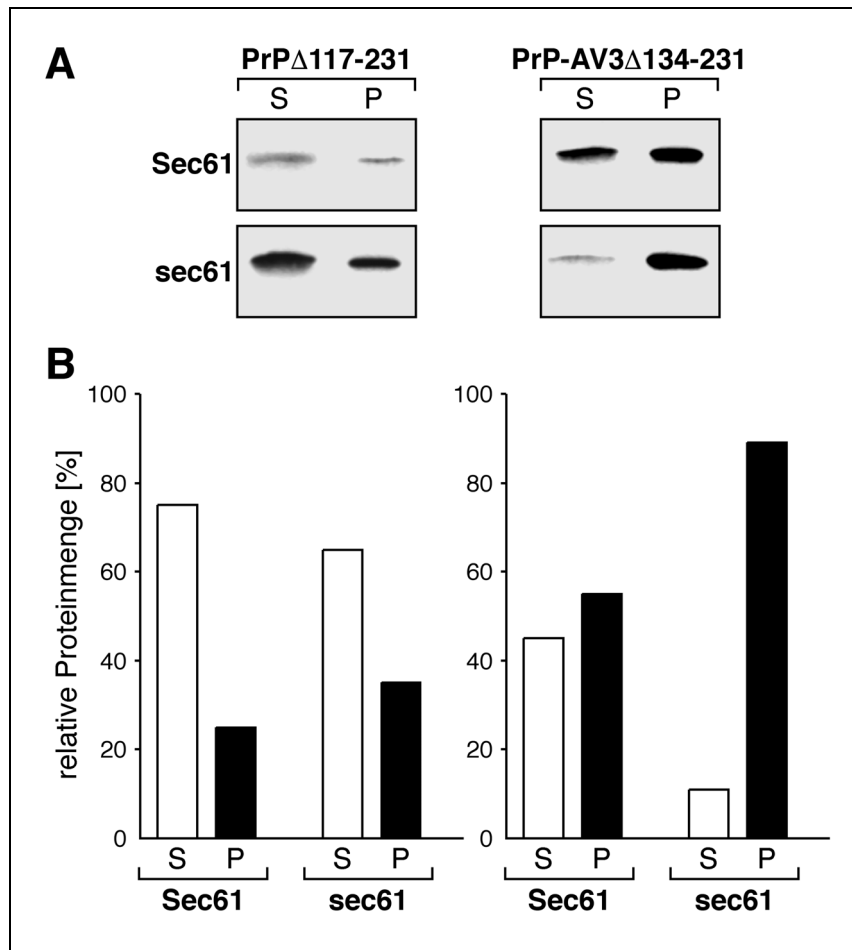 A
PrPΔ117-231 PrP-AV3Δ134-231
S P S P
Sec61
sec61
B
relative Proteinmenge [%]
100 100
80 80
60 60
40 40
20 20
0 0
S P S P S P S P
Sec61 sec61 Sec61 sec61